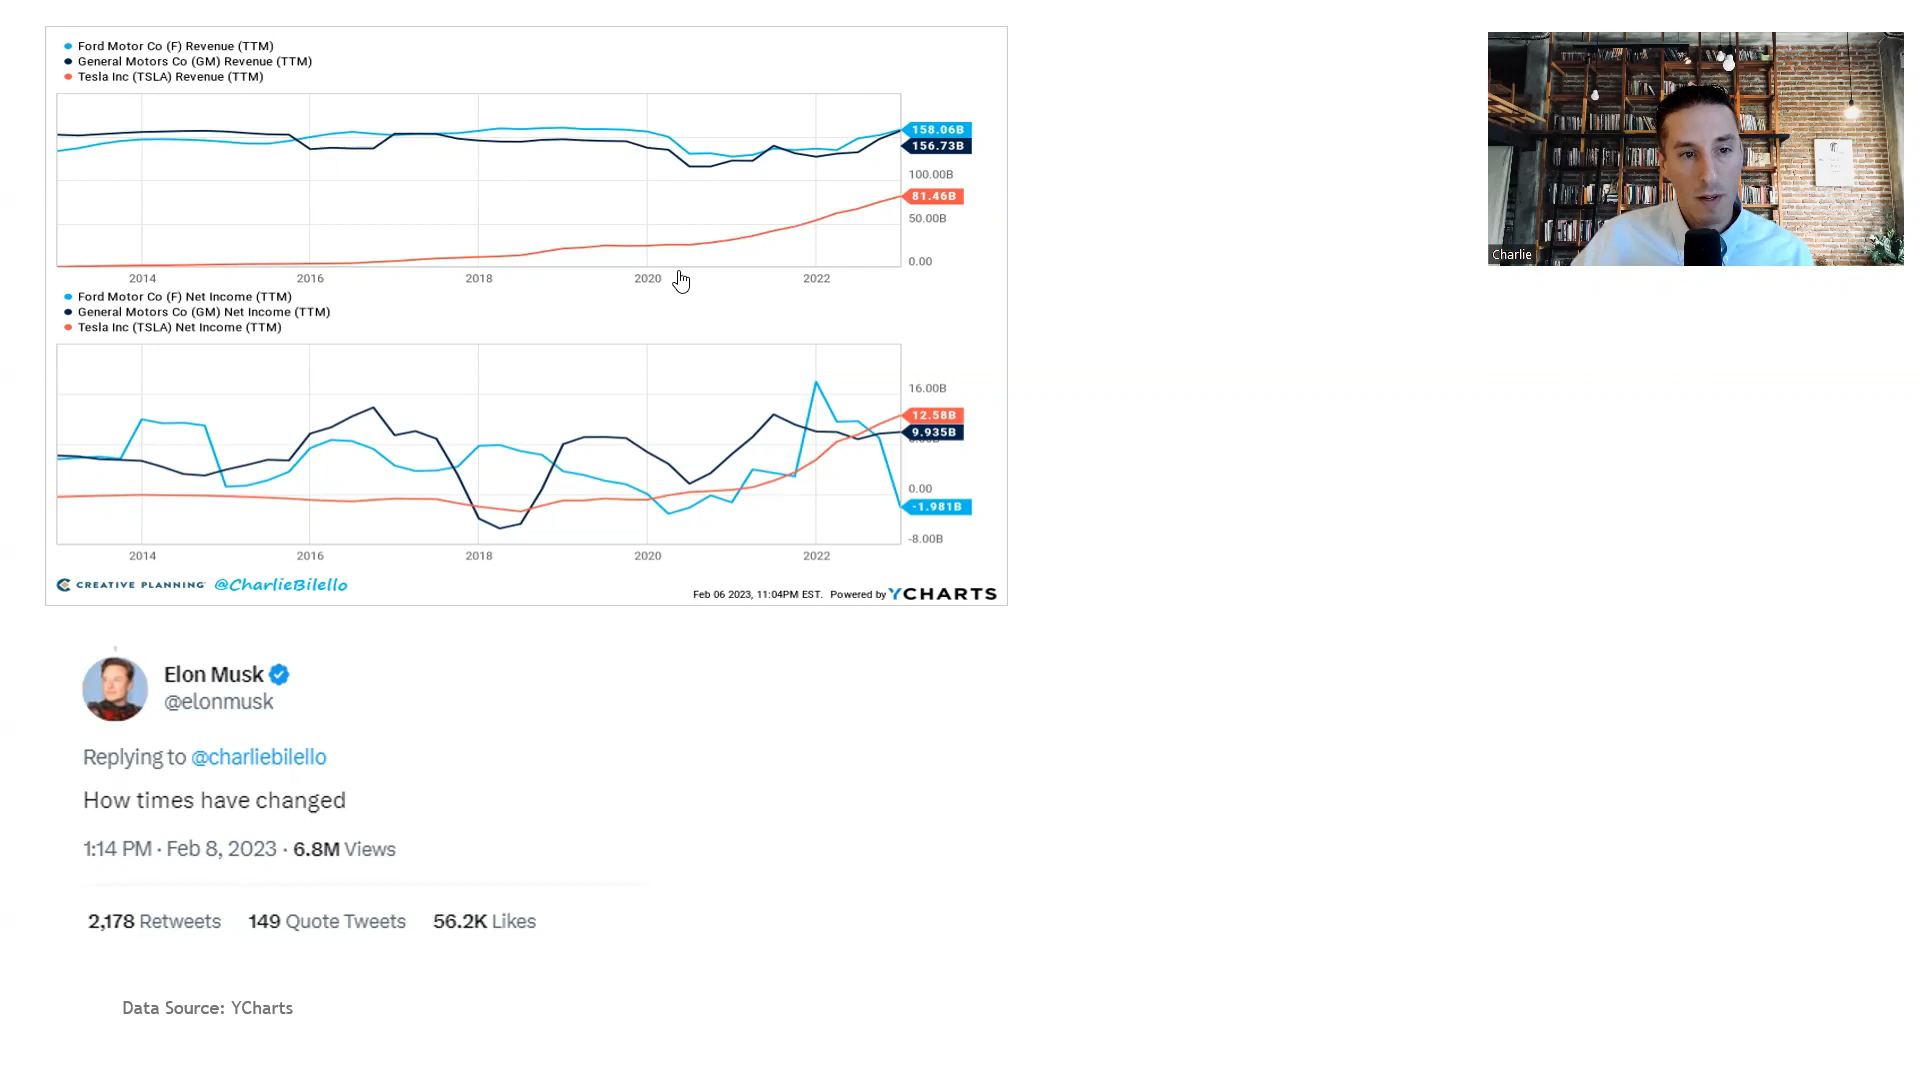 Ford Motor Co (F) Revenue (TTM)
General Motors Co (GM) Revenue (TTM)
Tesla Inc (TSLA) Revenue (TTM)
158.06B
156.73B
100.00B
81.46B
50.00B
0.00
2014 2016 2018 2020 2022
Ford Motor Co (F) Net Income (TTM)
General Motors Co (GM) Net Income (TTM)
Tesla Inc (TSLA) Net Income (TTM)
16.00B
12.58B
9.935B
0.00
-1.981B
-8.00B
2014 2016 2018 2020 2022
CREATIVE PLANNING @CharlieBilello
Feb 06 2023, 11:04PM EST. Powered by YCHARTS
Charlie
Elon Musk
@elonmusk
Replying to @charliebilello
How times have changed
1:14 PM · Feb 8, 2023 · 6.8M Views
2,178 Retweets 149 Quote Tweets 56.2K Likes
Data Source: YCharts